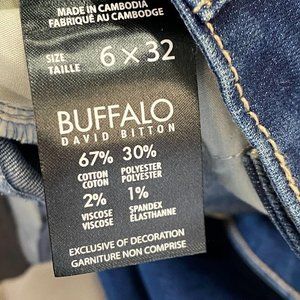 MADE IN CAMBODIA
FABRIQUÉ AU CAMBODGE
SIZE
TAILLE
6 x 32
BUFFALO
DAVID BITTON
67% 30%
COTTON POLYESTER
COTON POLYESTER
2% 1%
VISCOSE SPANDEX
VISCOSE ÉLASTHANNE
EXCLUSIVE OF DECORATION
GARNITURE NON COMPRISE